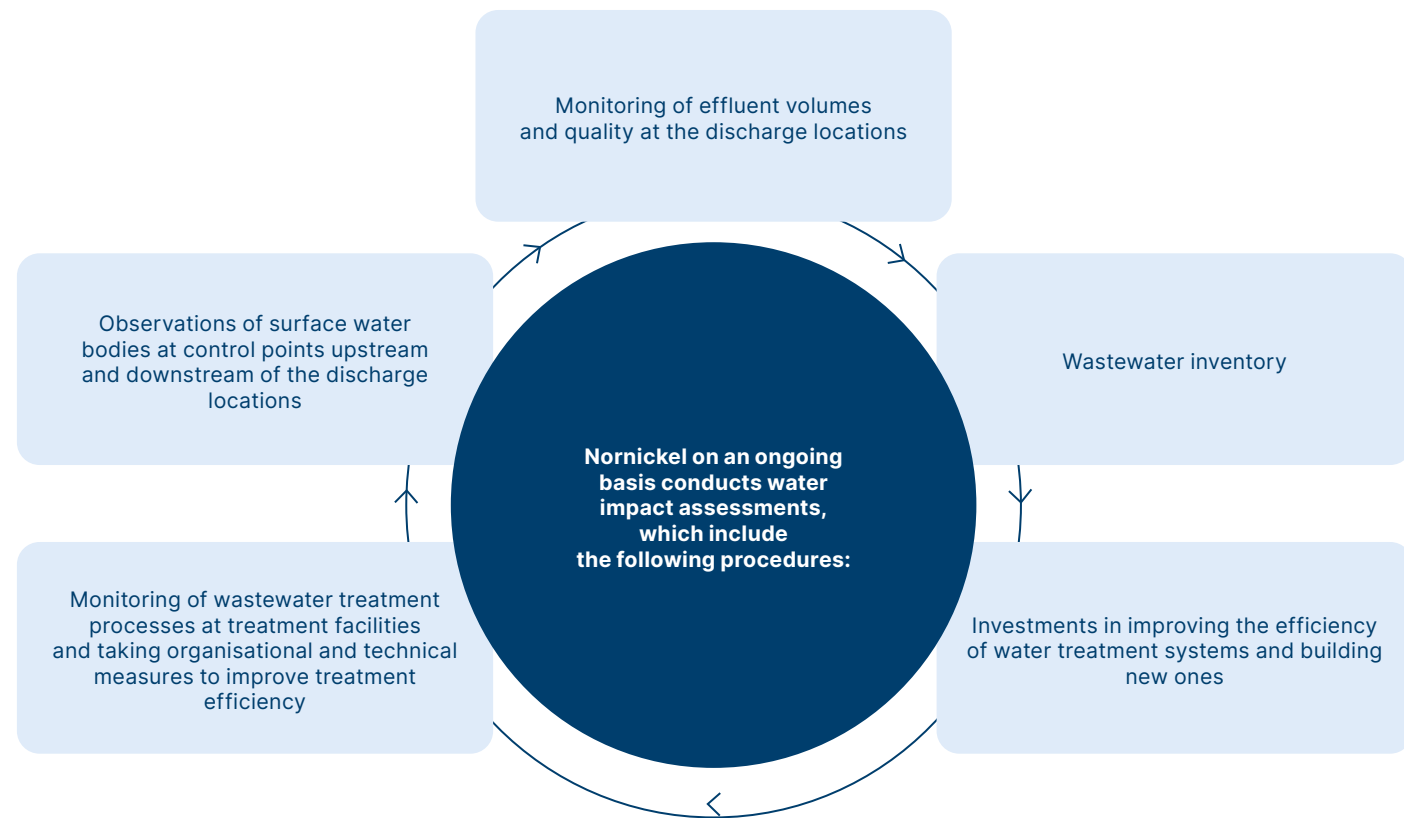 Monitoring of effluent volumes
and quality at the discharge locations
Observations of surface water
bodies at control points upstream
and downstream of the discharge
locations
Wastewater inventory
Nornickel on an ongoing
basis conducts water
impact assessments,
which include
the following procedures:
Monitoring of wastewater treatment
processes at treatment facilities
and taking organisational and technical
measures to improve treatment
efficiency
Investments in improving the efficiency
of water treatment systems and building
new ones